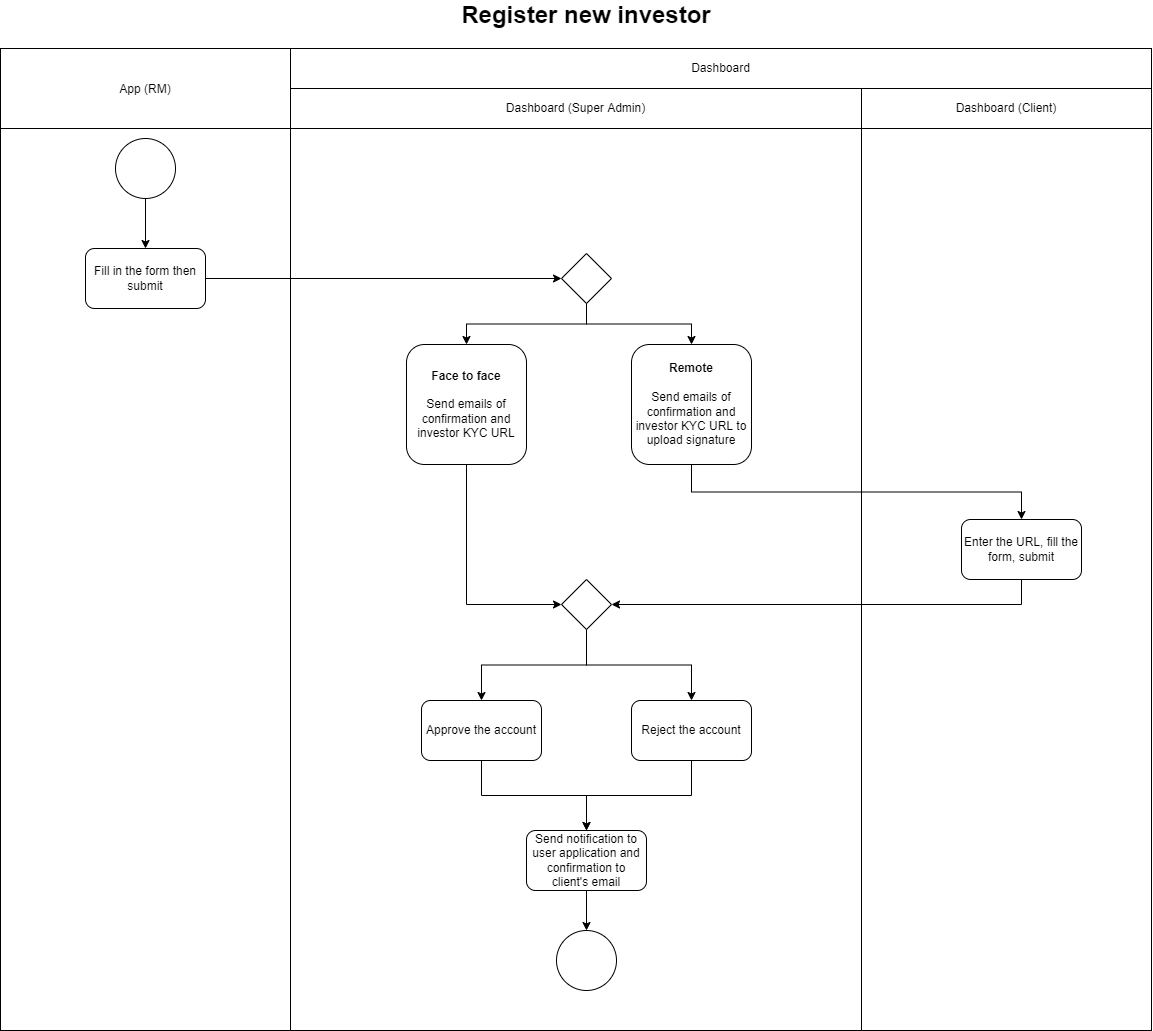 Register new investor
App (RM)
Dashboard
Dashboard (Super Admin)
Dashboard (Client)
Fill in the form then
submit
Face to face
Send emails of
confirmation and
investor KYC URL
Remote
Send emails of
confirmation and
investor KYC URL to
upload signature
Enter the URL, fill the
form, submit
Approve the account
Reject the account
Send notification to
user application and
confirmation to
client's email